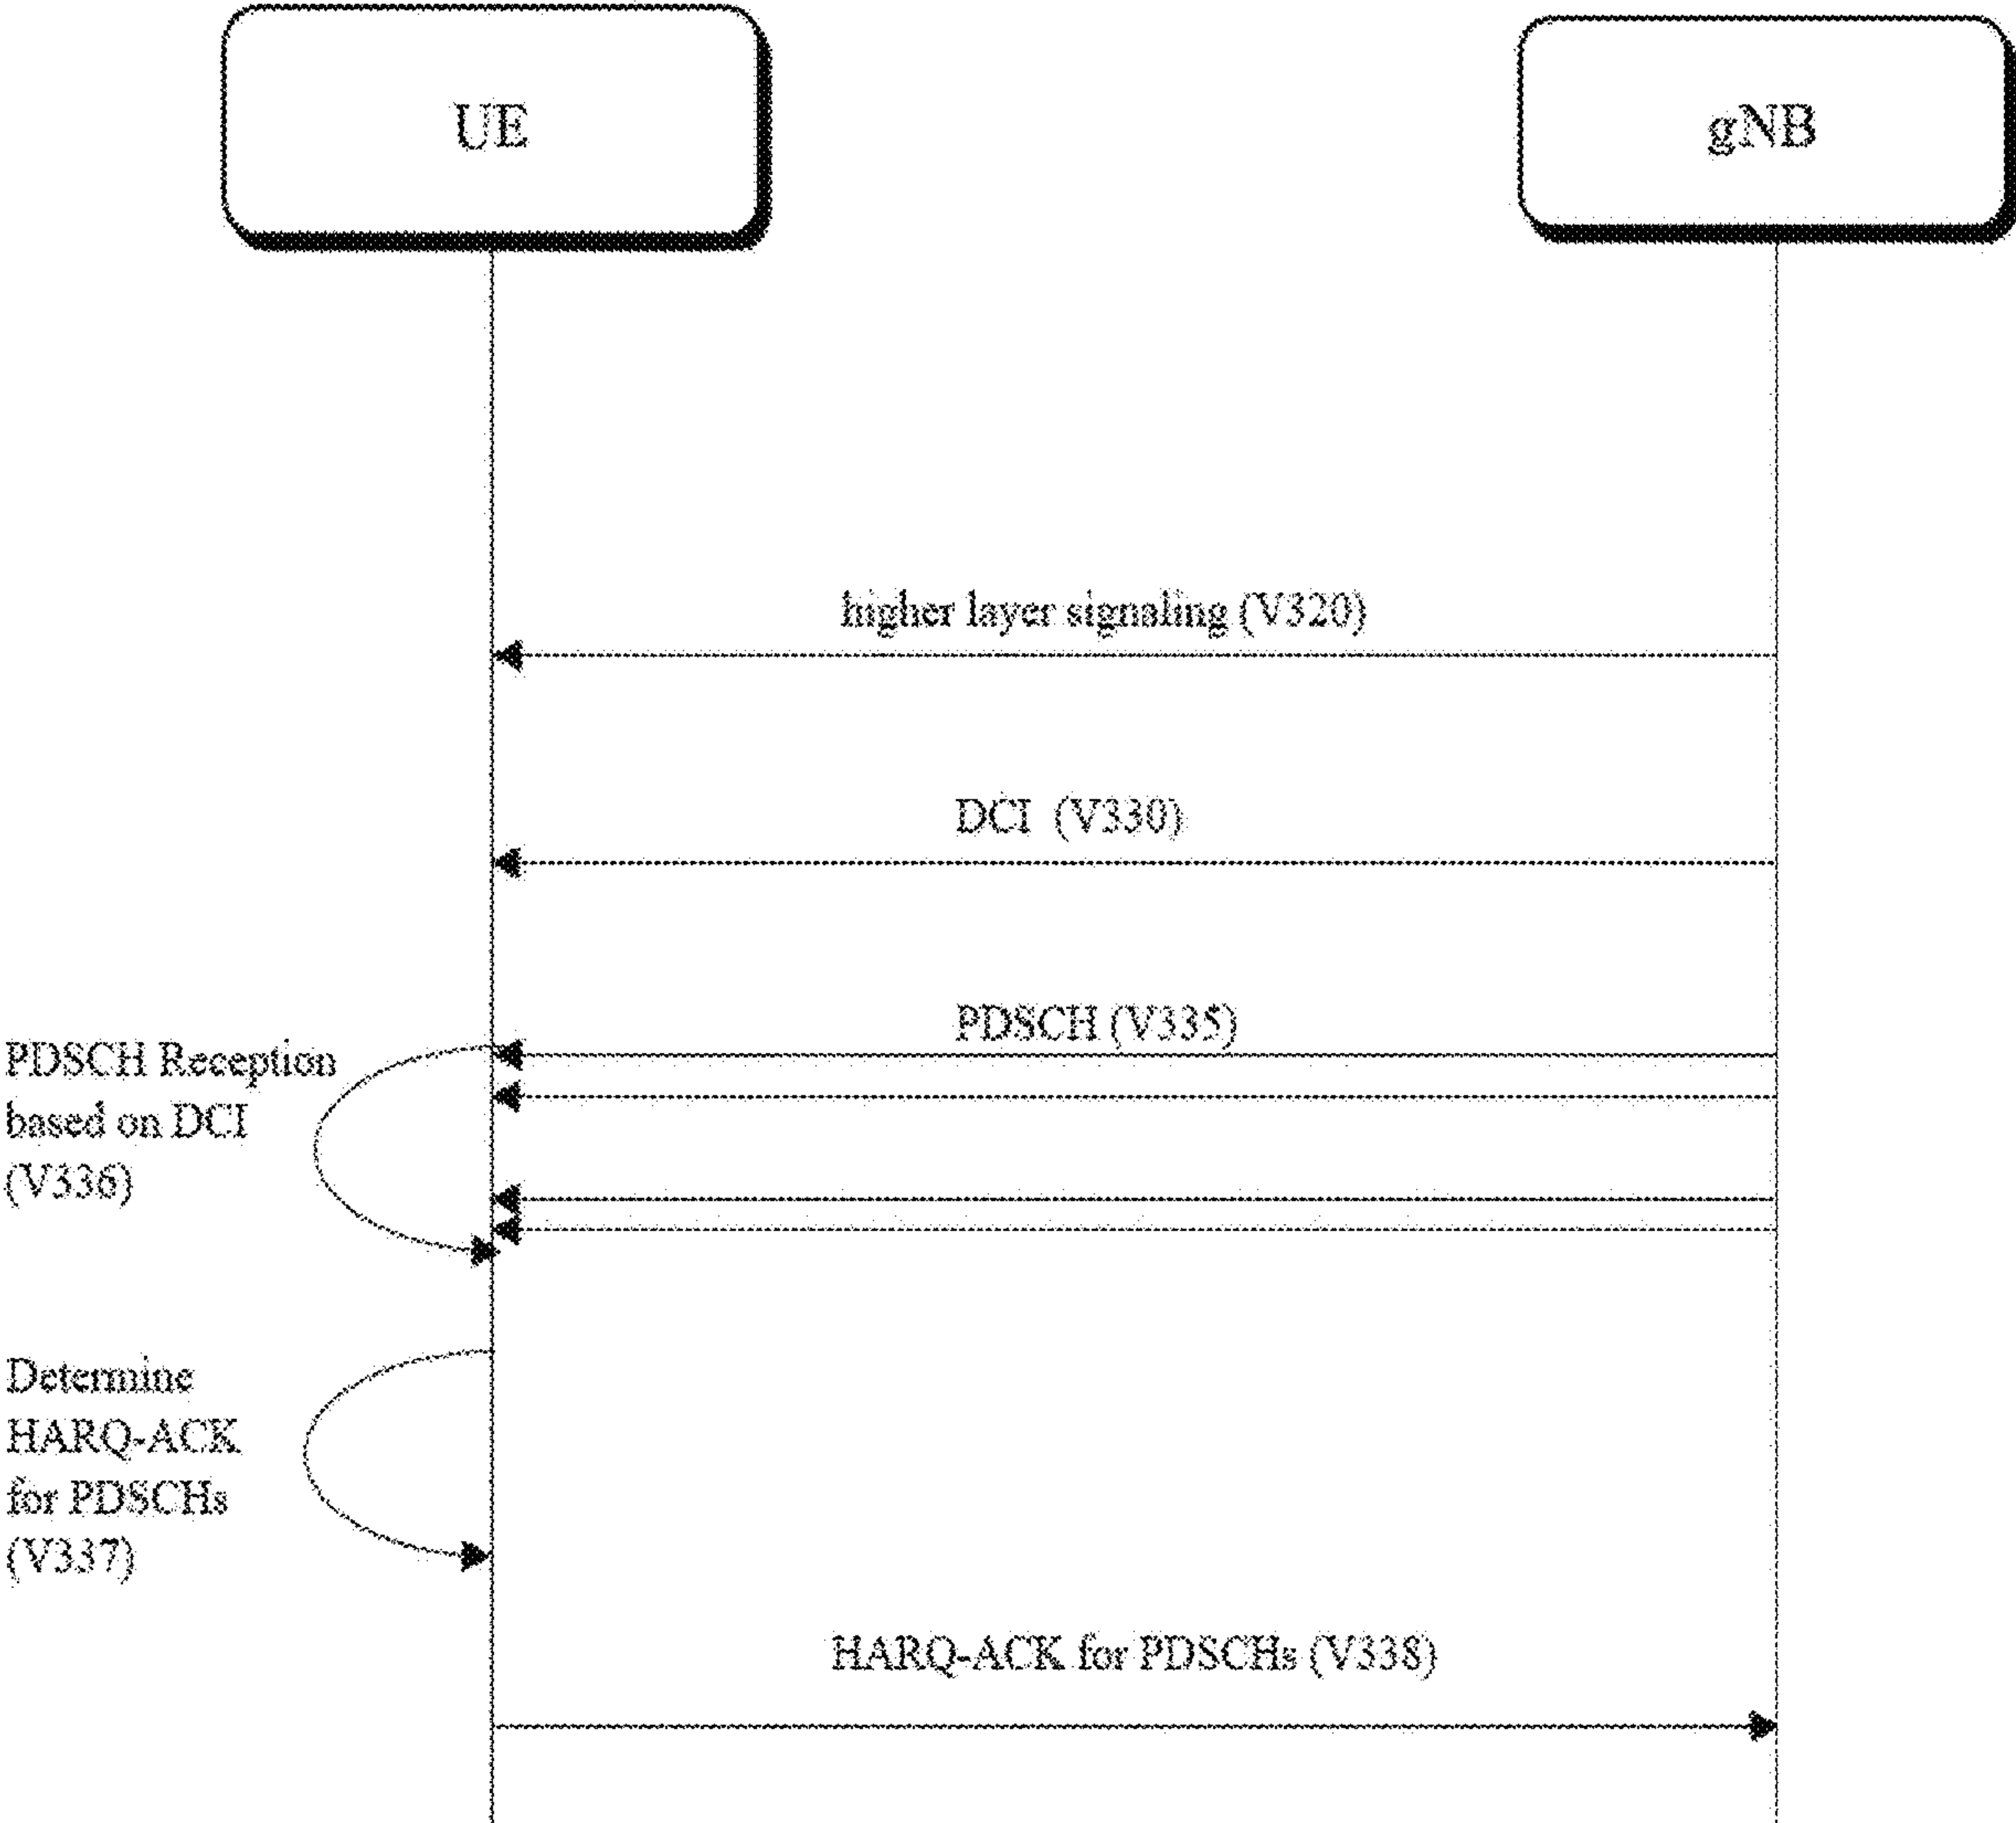 UE
gNB
higher layer signaling (V320)
DCI (V330)
PDSCH (V335)
PDSCH Reception
based on DCI
(V336)
Determine
HARQ-ACK
for PDSCHs
(V337)
HARQ-ACK for PDSCHs (V338)